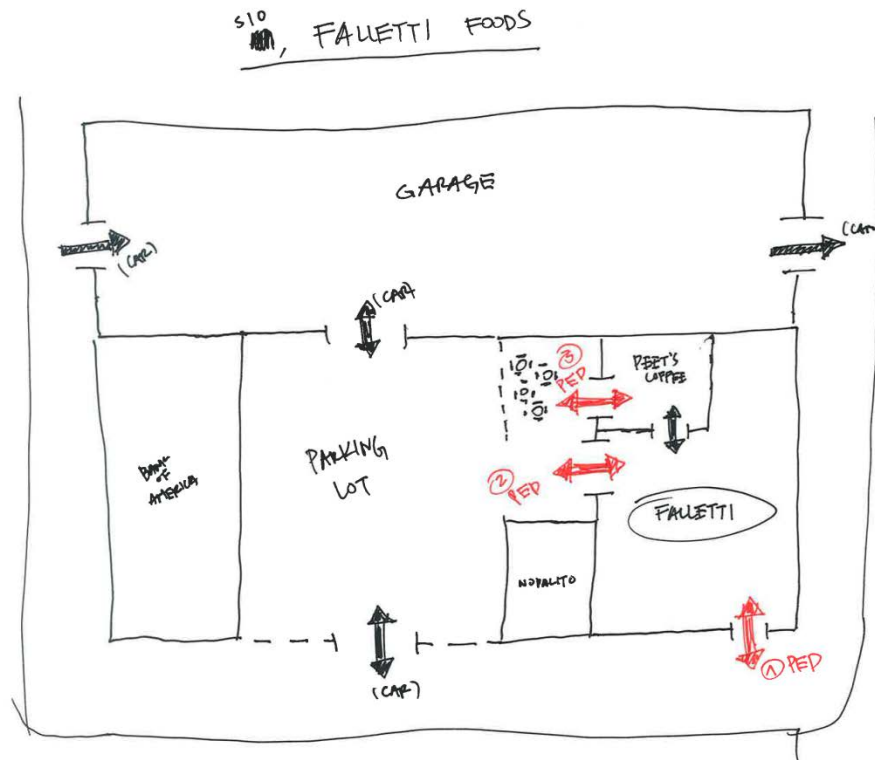 S10
, FALLETTI FOODS
GARAGE
(CAR)
(CAR
(CAR)
③
PED
PEET'S
COFFEE
BANK
OF
AMERICA
PARKING
LOT
②
PED
FALLETTI
NOPALITO
① PED
(CAR)